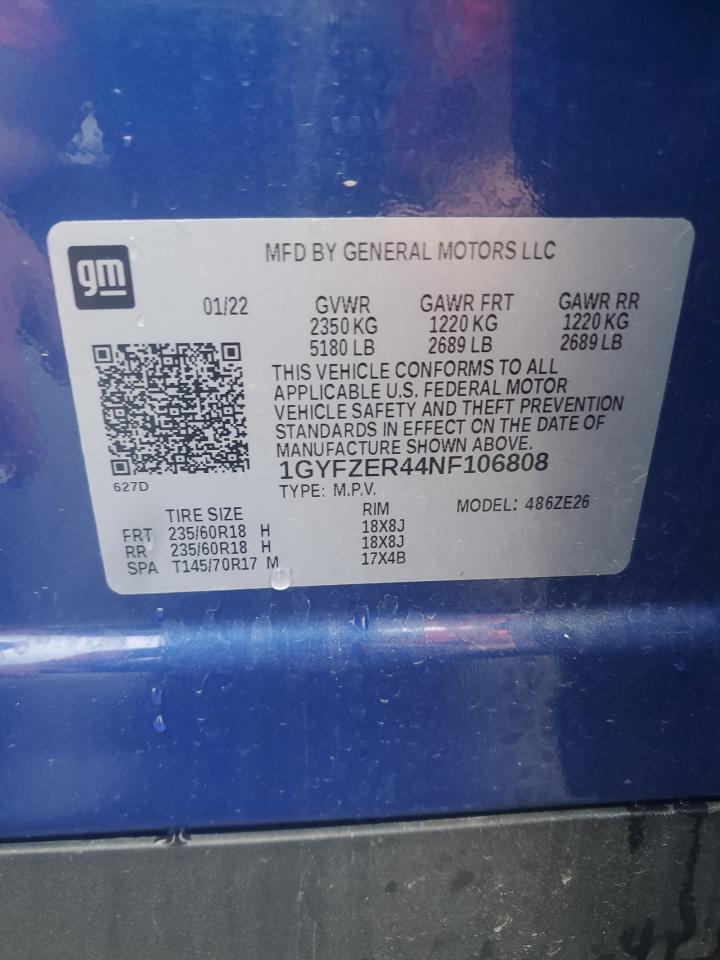 gm
MFD BY GENERAL MOTORS LLC
01/22 GVWR GAWR FRT GAWR RR
2350 KG 1220 KG 1220 KG
5180 LB 2689 LB 2689 LB
THIS VEHICLE CONFORMS TO ALL
APPLICABLE U.S. FEDERAL MOTOR
VEHICLE SAFETY AND THEFT PREVENTION
STANDARDS IN EFFECT ON THE DATE OF
MANUFACTURE SHOWN ABOVE.
1GYFZER44NF106808
627D
TYPE: M.P.V. MODEL: 486ZE26
TIRE SIZE RIM
FRT 235/60R18 H 18X8J
RR 235/60R18 H 18X8J
SPA T145/70R17 M 17X4B